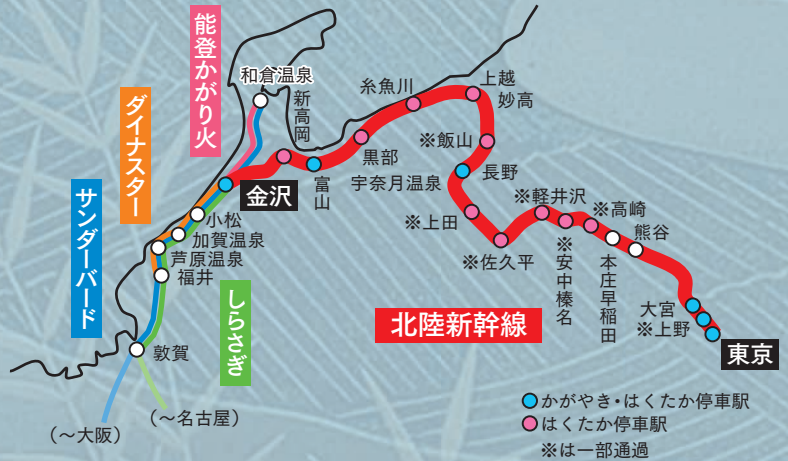 能登かがり火
和倉温泉
ダイナスター
サンダーバード
しらさぎ
金沢
小松
加賀温泉
芦原温泉
福井
敦賀
（〜大阪）
（〜名古屋）
新高岡
富山
黒部
宇奈月温泉
糸魚川
上越
妙高
※飯山
長野
※上田
※佐久平
※軽井沢
※安中榛名
※高崎
本庄早稲田
熊谷
大宮
※上野
東京
北陸新幹線
かがやき・はくたか停車駅
はくたか停車駅
※は一部通過